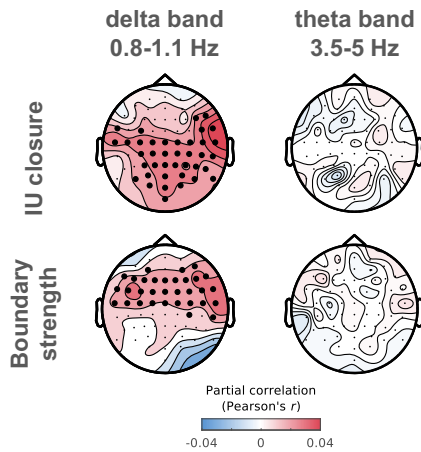 delta band
0.8-1.1 Hz
theta band
3.5-5 Hz
IU closure
Boundary
strength
Partial correlation
(Pearson's r)
-0.04 0 0.04